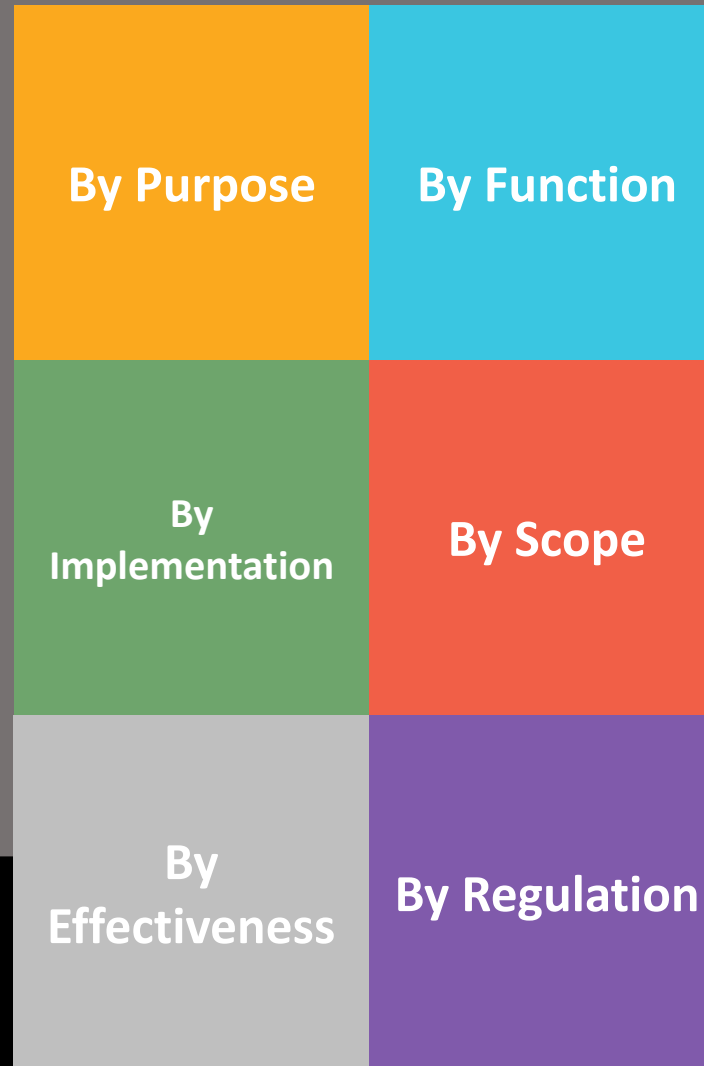 By Purpose
By Function
By
Implementation
By Scope
By
Effectiveness
By Regulation